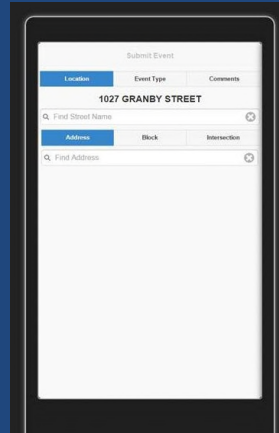 Submit Event
Location Event Type Comments
1027 GRANBY STREET
Find Street Name
Address Block Intersection
Find Address